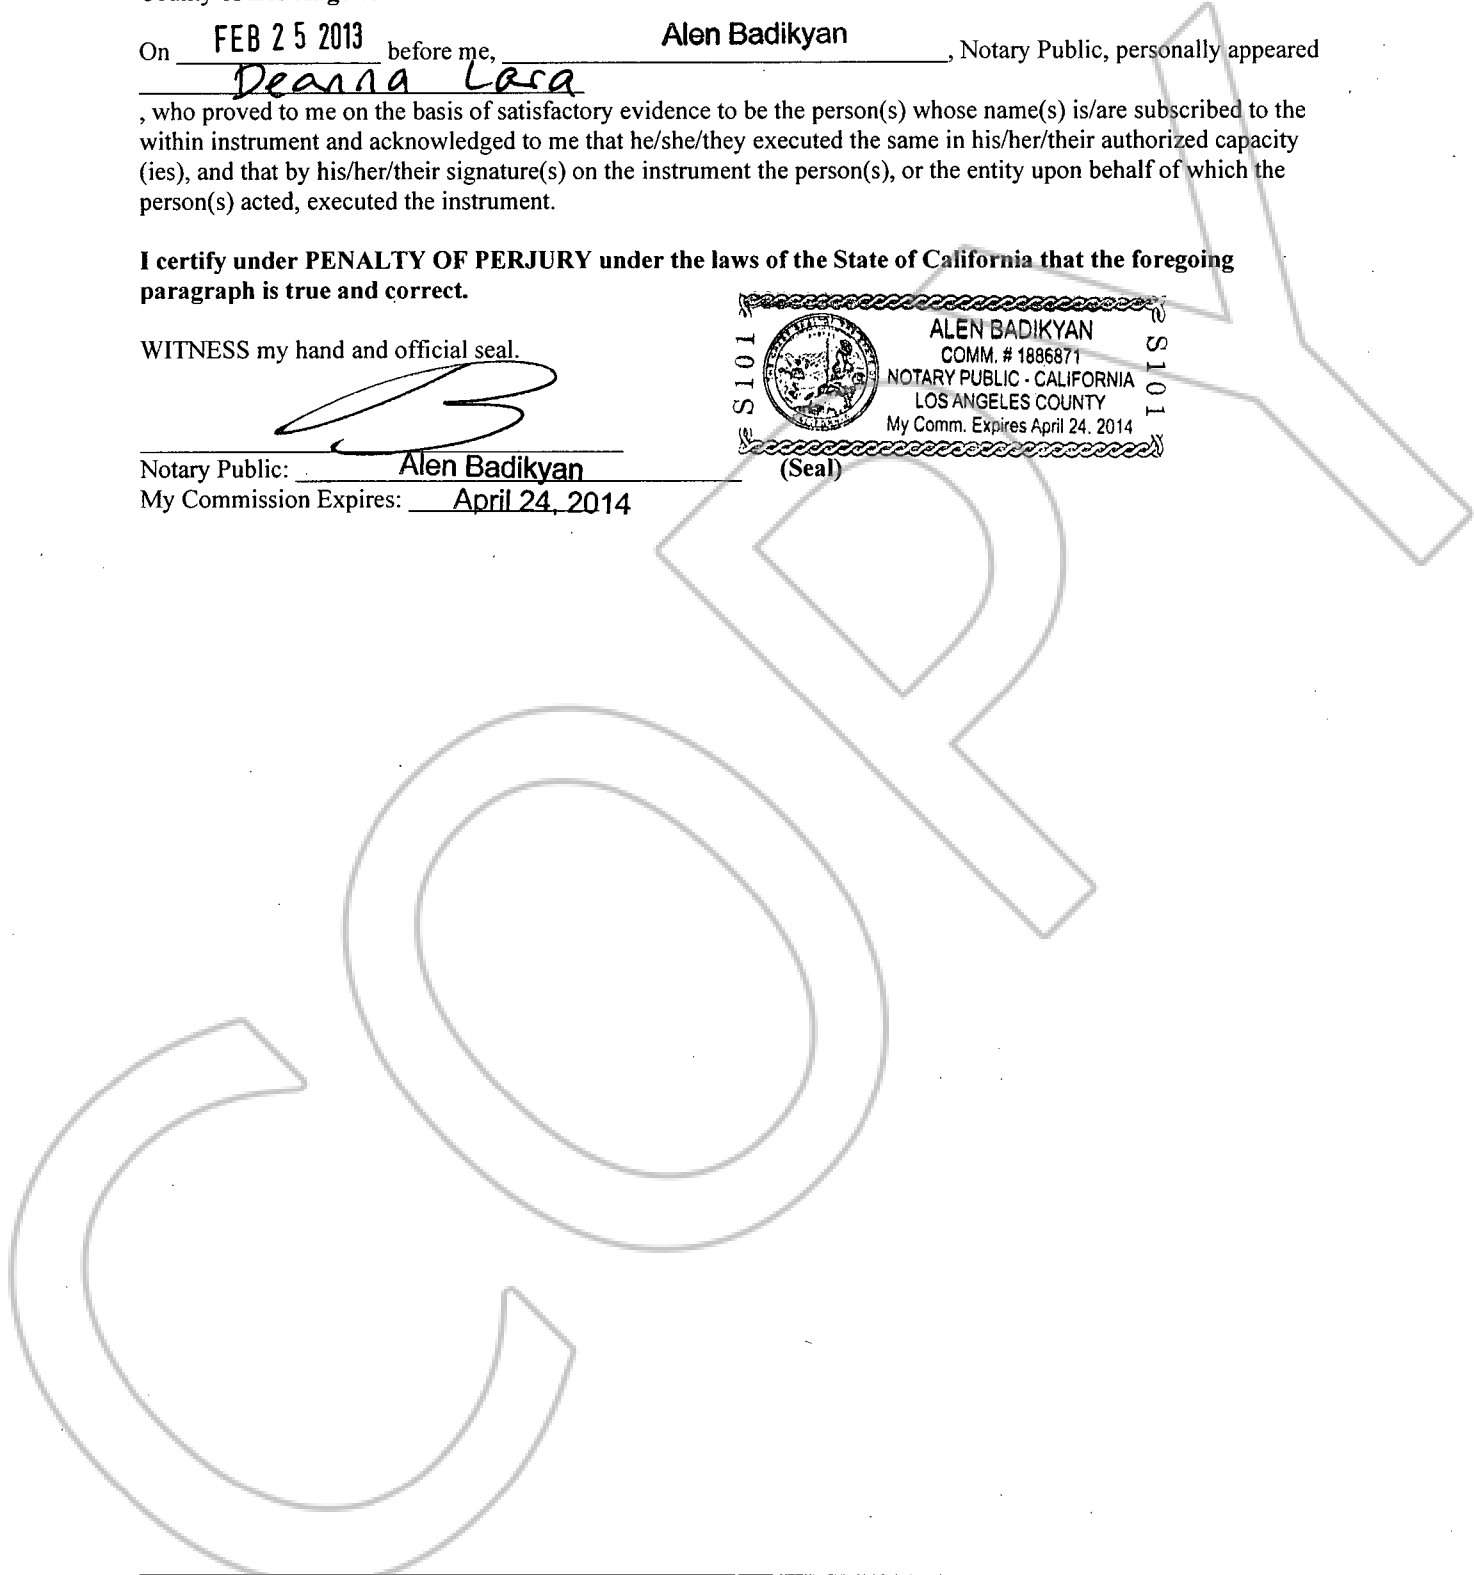 On FEB 25 2013 before me, Alen Badikyan, Notary Public, personally appeared
Deanna Lara
, who proved to me on the basis of satisfactory evidence to be the person(s) whose name(s) is/are subscribed to the
within instrument and acknowledged to me that he/she/they executed the same in his/her/their authorized capacity
(ies), and that by his/her/their signature(s) on the instrument the person(s), or the entity upon behalf of which the
person(s) acted, executed the instrument.
I certify under PENALTY OF PERJURY under the laws of the State of California that the foregoing
paragraph is true and correct.
WITNESS my hand and official seal.
S101
ALEN BADIKYAN
COMM. # 1886871
NOTARY PUBLIC - CALIFORNIA
LOS ANGELES COUNTY
My Comm. Expires April 24. 2014
S101
Notary Public: Alen Badikyan (Seal)
My Commission Expires: April 24, 2014
COPY